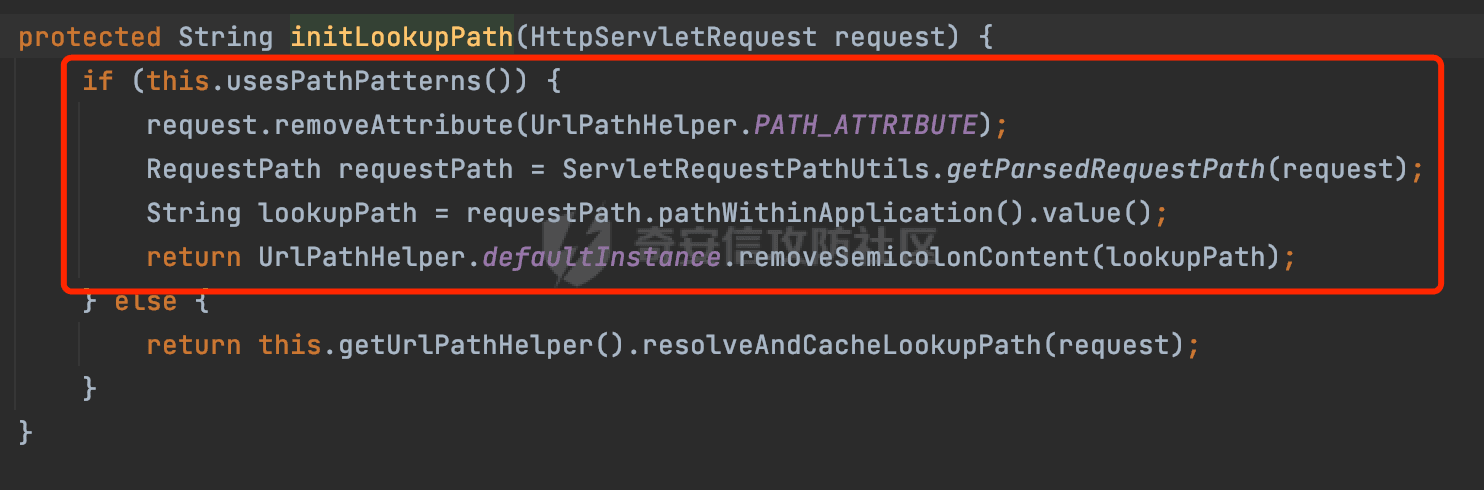 protected String initLookupPath(HttpServletRequest request) {
if (this.usesPathPatterns()) {
request.removeAttribute(UrlPathHelper.PATH_ATTRIBUTE);
RequestPath requestPath = ServletRequestPathUtils.getParsedRequestPath(request);
String lookupPath = requestPath.pathWithinApplication().value();
奇安信攻防社区
return UrlPathHelper.defaultInstance.removeSemicolonContent(lookupPath);
} else {
return this.getUrlPathHelper().resolveAndCacheLookupPath(request);
}
}